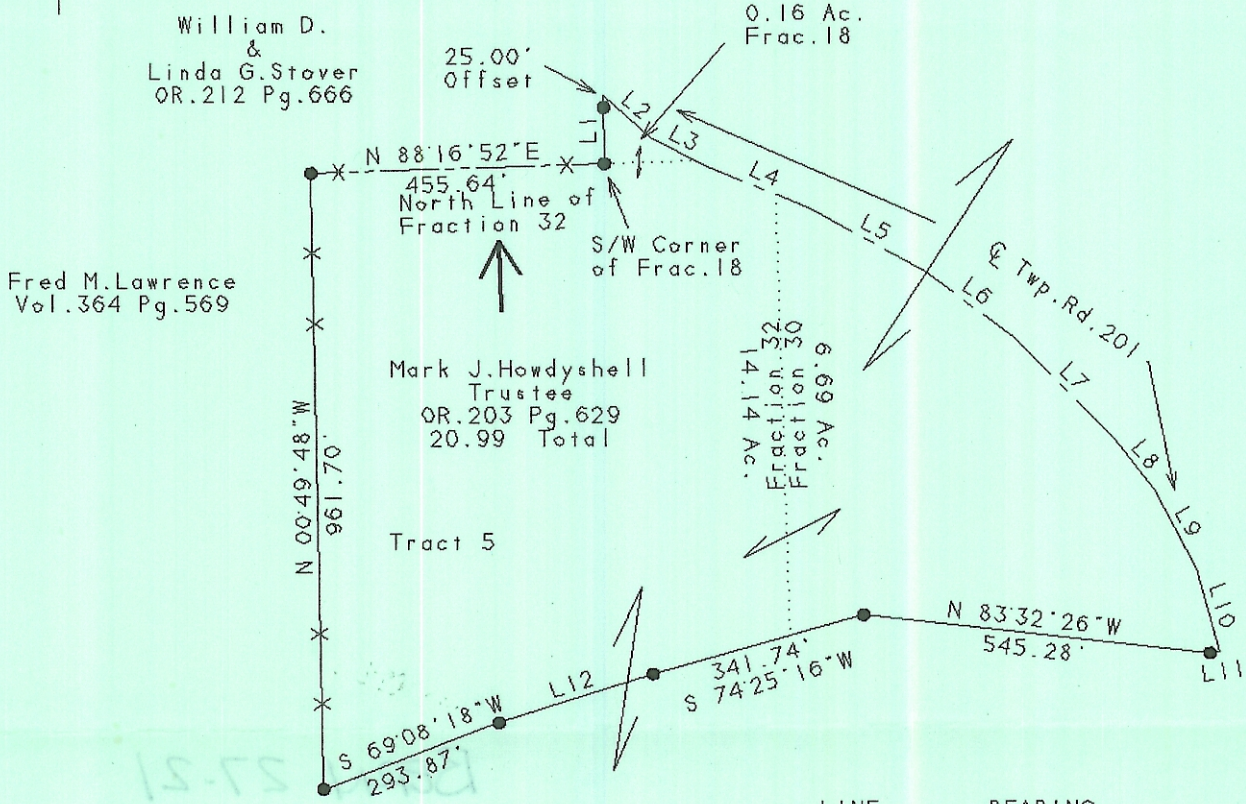 William D.
&
Linda G.Stover
OR.212 Pg.666
25.00'
Offset
0.16 Ac.
Frac.18
L1
L2
L3
L4
L5
L6
L7
L8
L9
L10
L11
L12
N 88°16'52"E
455.64'
North Line of
Fraction 32
S/W Corner
of Frac.18
℄ Twp.Rd.201
Fred M.Lawrence
Vol.364 Pg.569
N 00°49'48"W
961.70'
Mark J.Howdyshell
Trustee
OR.203 Pg.629
20.99 Total
14.14 Ac.
Fraction 32
Fraction 30
6.69 Ac.
Tract 5
N 83°32'26"W
545.28'
341.74'
S 74°25'16"W
S 69°08'18"W
293.87'
LINE BEARING